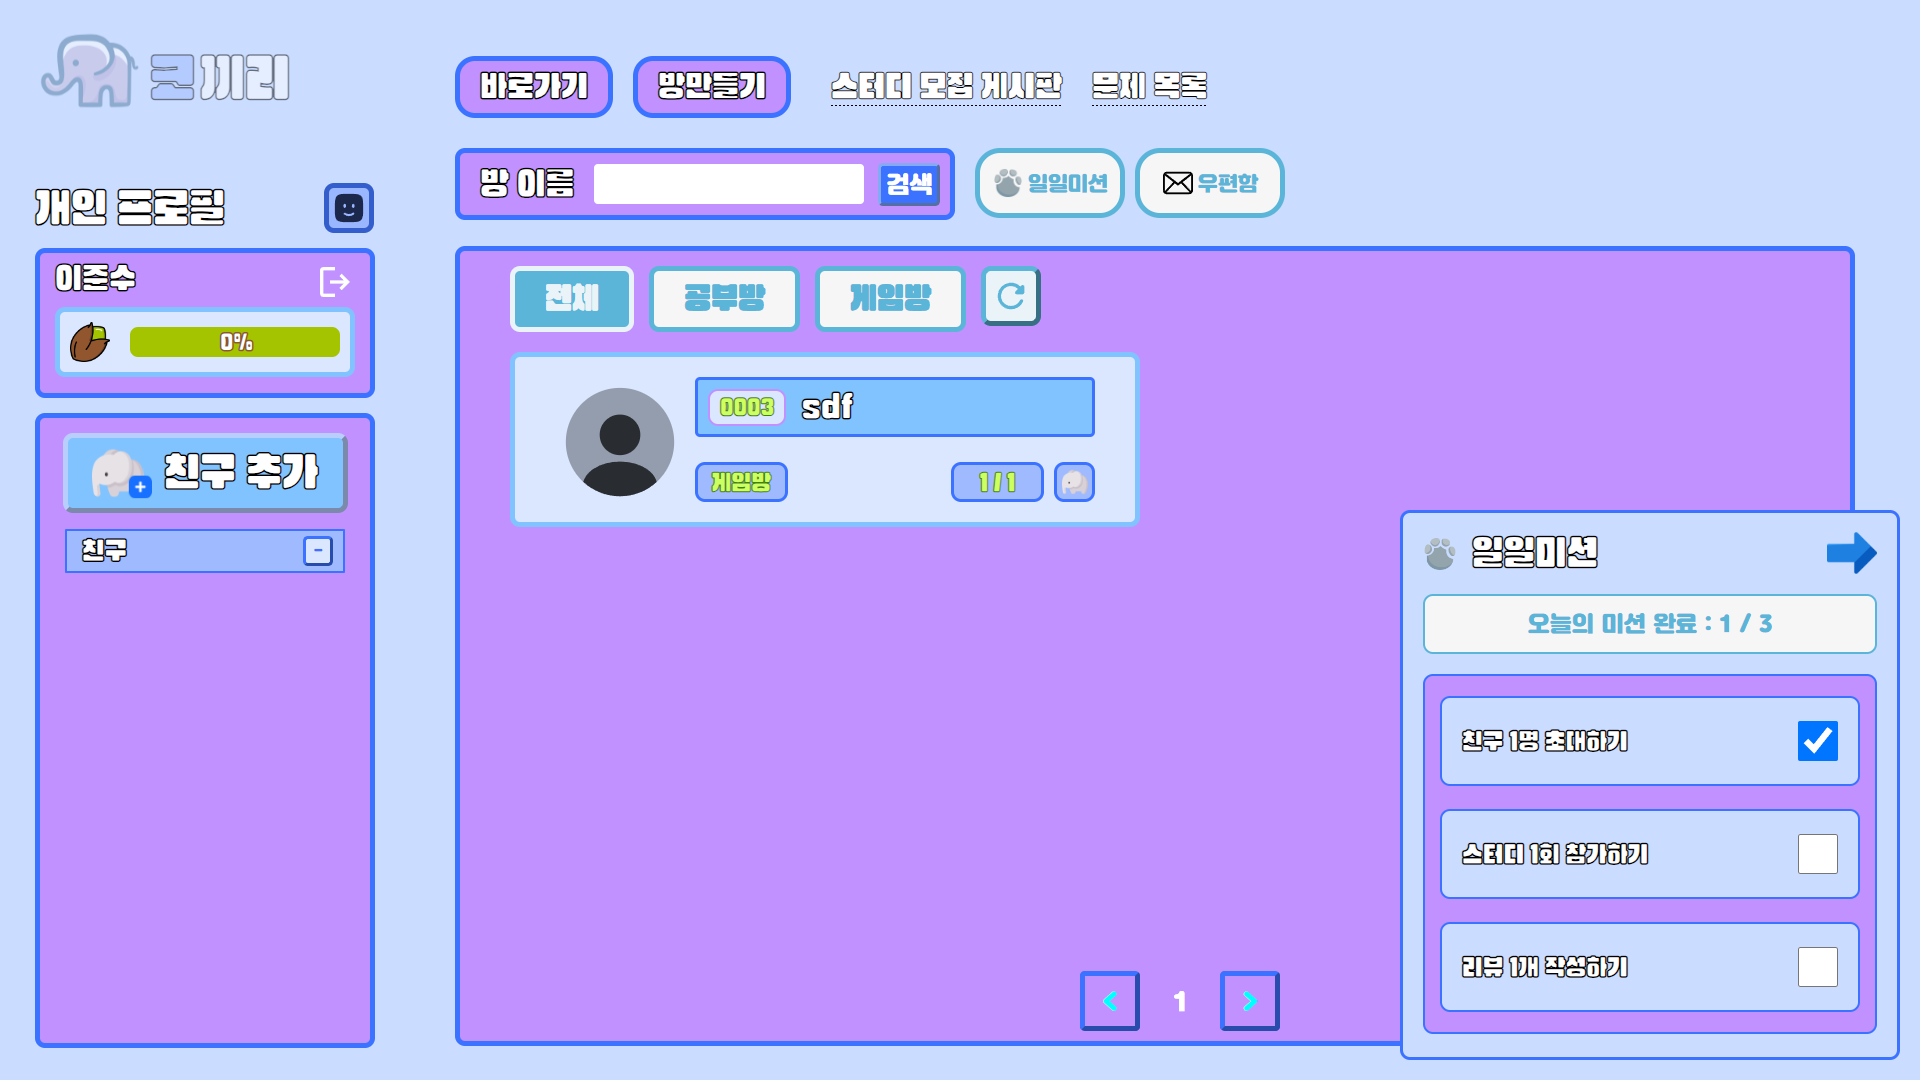 코끼리
바로가기
방만들기
스터디 모집 게시판
문제 목록
방 이름
검색
일일미션
우편함
개인 프로필
이준수
0%
친구 추가
친구
-
전체
공부방
게임방
0003
sdf
게임방
1 / 1
1
일일미션
오늘의 미션 완료 : 1 / 3
친구 1명 초대하기
스터디 1회 참가하기
리뷰 1개 작성하기